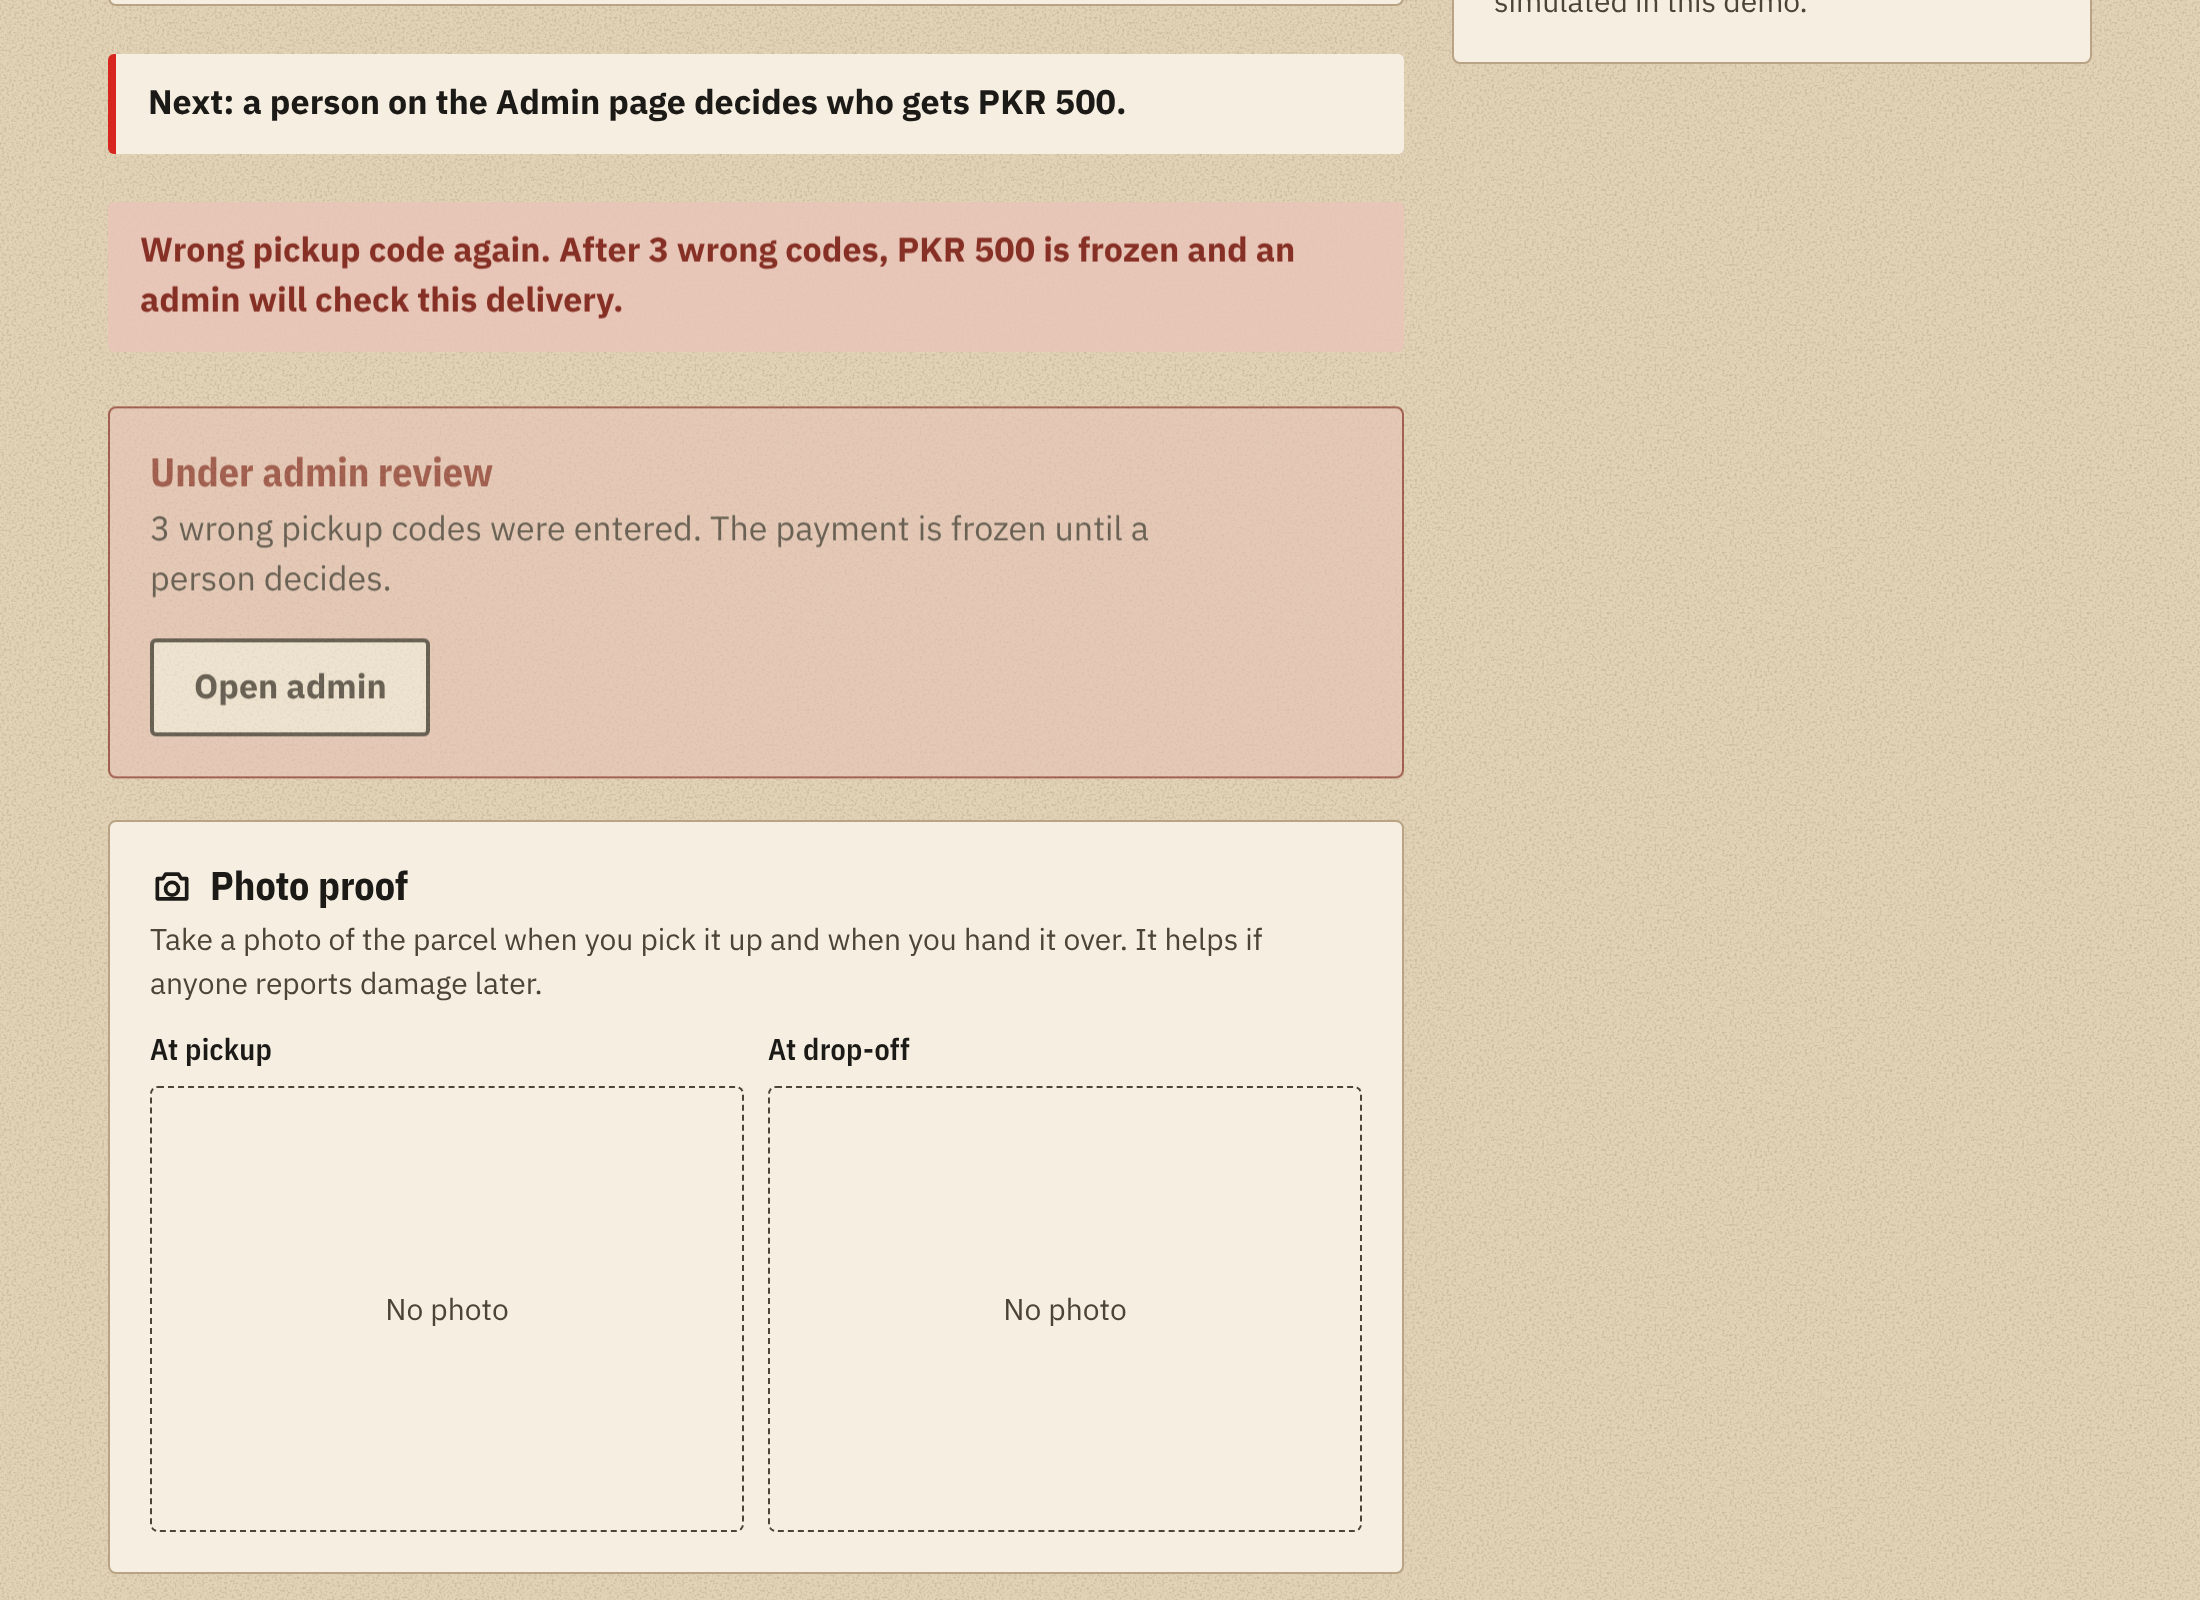 simulated in this demo.
Next: a person on the Admin page decides who gets PKR 500.
Wrong pickup code again. After 3 wrong codes, PKR 500 is frozen and an
admin will check this delivery.
Under admin review
3 wrong pickup codes were entered. The payment is frozen until a
person decides.
Open admin
Photo proof
Take a photo of the parcel when you pick it up and when you hand it over. It helps if
anyone reports damage later.
At pickup
At drop-off
No photo
No photo